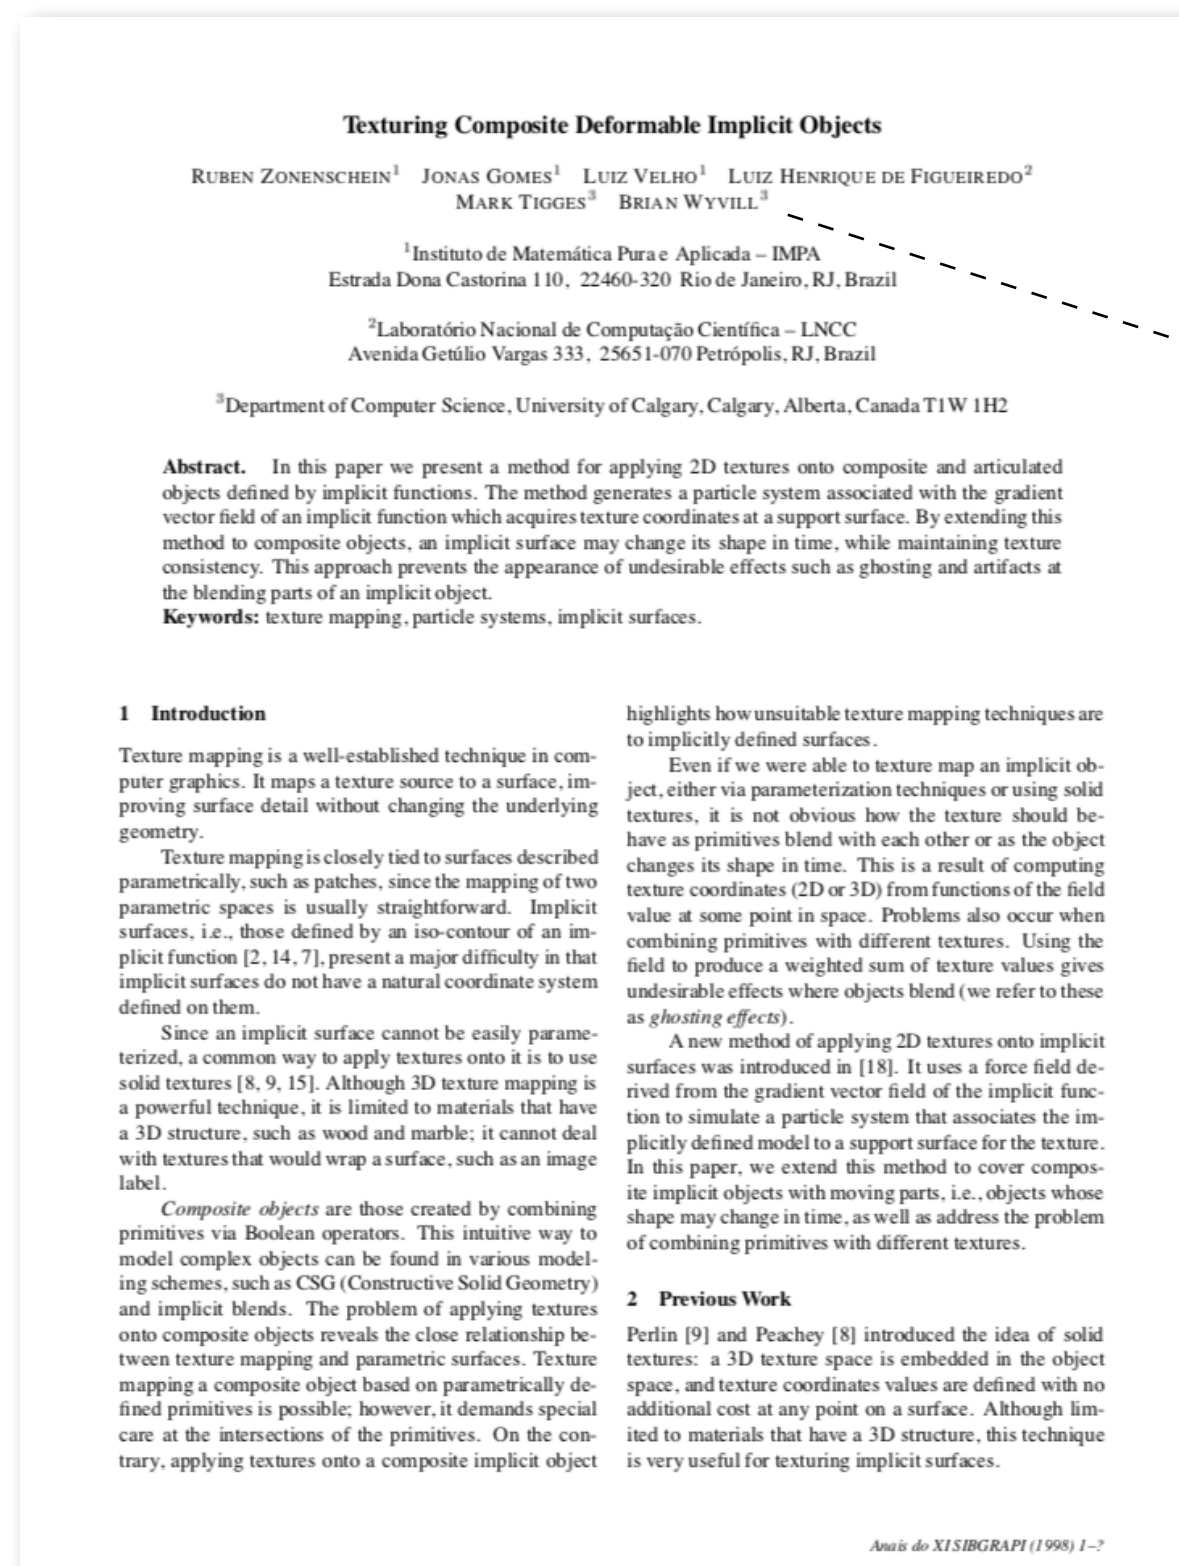 Texturing Composite Deformable Implicit Objects
RUBEN ZONENSCHEIN1 JONAS GOMES1 LUIZ VELHO1 LUIZ HENRIQUE DE FIGUEIREDO2
MARK TIGGES3 BRIAN WYVILL3
1Instituto de Matemática Pura e Aplicada – IMPA
Estrada Dona Castorina 110, 22460-320 Rio de Janeiro, RJ, Brazil
2Laboratório Nacional de Computação Científica – LNCC
Avenida Getúlio Vargas 333, 25651-070 Petrópolis, RJ, Brazil
3Department of Computer Science, University of Calgary, Calgary, Alberta, Canada T1W 1H2
Abstract. In this paper we present a method for applying 2D textures onto composite and articulated
objects defined by implicit functions. The method generates a particle system associated with the gradient
vector field of an implicit function which acquires texture coordinates at a support surface. By extending this
method to composite objects, an implicit surface may change its shape in time, while maintaining texture
consistency. This approach prevents the appearance of undesirable effects such as ghosting and artifacts at
the blending parts of an implicit object.
Keywords: texture mapping, particle systems, implicit surfaces.
1 Introduction
Texture mapping is a well-established technique in com-
puter graphics. It maps a texture source to a surface, im-
proving surface detail without changing the underlying
geometry.
Texture mapping is closely tied to surfaces described
parametrically, such as patches, since the mapping of two
parametric spaces is usually straightforward. Implicit
surfaces, i.e., those defined by an iso-contour of an im-
plicit function [2, 14, 7], present a major difficulty in that
implicit surfaces do not have a natural coordinate system
defined on them.
Since an implicit surface cannot be easily parame-
terized, a common way to apply textures onto it is to use
solid textures [8, 9, 15]. Although 3D texture mapping is
a powerful technique, it is limited to materials that have
a 3D structure, such as wood and marble; it cannot deal
with textures that would wrap a surface, such as an image
label.
Composite objects are those created by combining
primitives via Boolean operators. This intuitive way to
model complex objects can be found in various model-
ing schemes, such as CSG (Constructive Solid Geometry)
and implicit blends. The problem of applying textures
onto composite objects reveals the close relationship be-
tween texture mapping and parametric surfaces. Texture
mapping a composite object based on parametrically de-
fined primitives is possible; however, it demands special
care at the intersections of the primitives. On the con-
trary, applying textures onto a composite implicit object
highlights how unsuitable texture mapping techniques are
to implicitly defined surfaces.
Even if we were able to texture map an implicit ob-
ject, either via parameterization techniques or using solid
textures, it is not obvious how the texture should be-
have as primitives blend with each other or as the object
changes its shape in time. This is a result of computing
texture coordinates (2D or 3D) from functions of the field
value at some point in space. Problems also occur when
combining primitives with different textures. Using the
field to produce a weighted sum of texture values gives
undesirable effects where objects blend (we refer to these
as ghosting effects).
A new method of applying 2D textures onto implicit
surfaces was introduced in [18]. It uses a force field de-
rived from the gradient vector field of the implicit func-
tion to simulate a particle system that associates the im-
plicitly defined model to a support surface for the texture.
In this paper, we extend this method to cover compos-
ite implicit objects with moving parts, i.e., objects whose
shape may change in time, as well as address the problem
of combining primitives with different textures.
2 Previous Work
Perlin [9] and Peachey [8] introduced the idea of solid
textures: a 3D texture space is embedded in the object
space, and texture coordinates values are defined with no
additional cost at any point on a surface. Although lim-
ited to materials that have a 3D structure, this technique
is very useful for texturing implicit surfaces.
Anais do XI SIBGRAPI (1998) 1–?